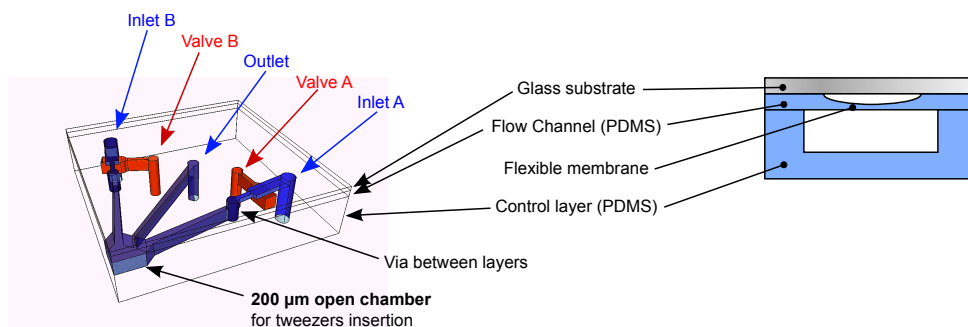 Inlet B
Valve B
Outlet
Valve A
Inlet A
Glass substrate
Flow Channel (PDMS)
Flexible membrane
Control layer (PDMS)
Via between layers
200 µm open chamber
for tweezers insertion